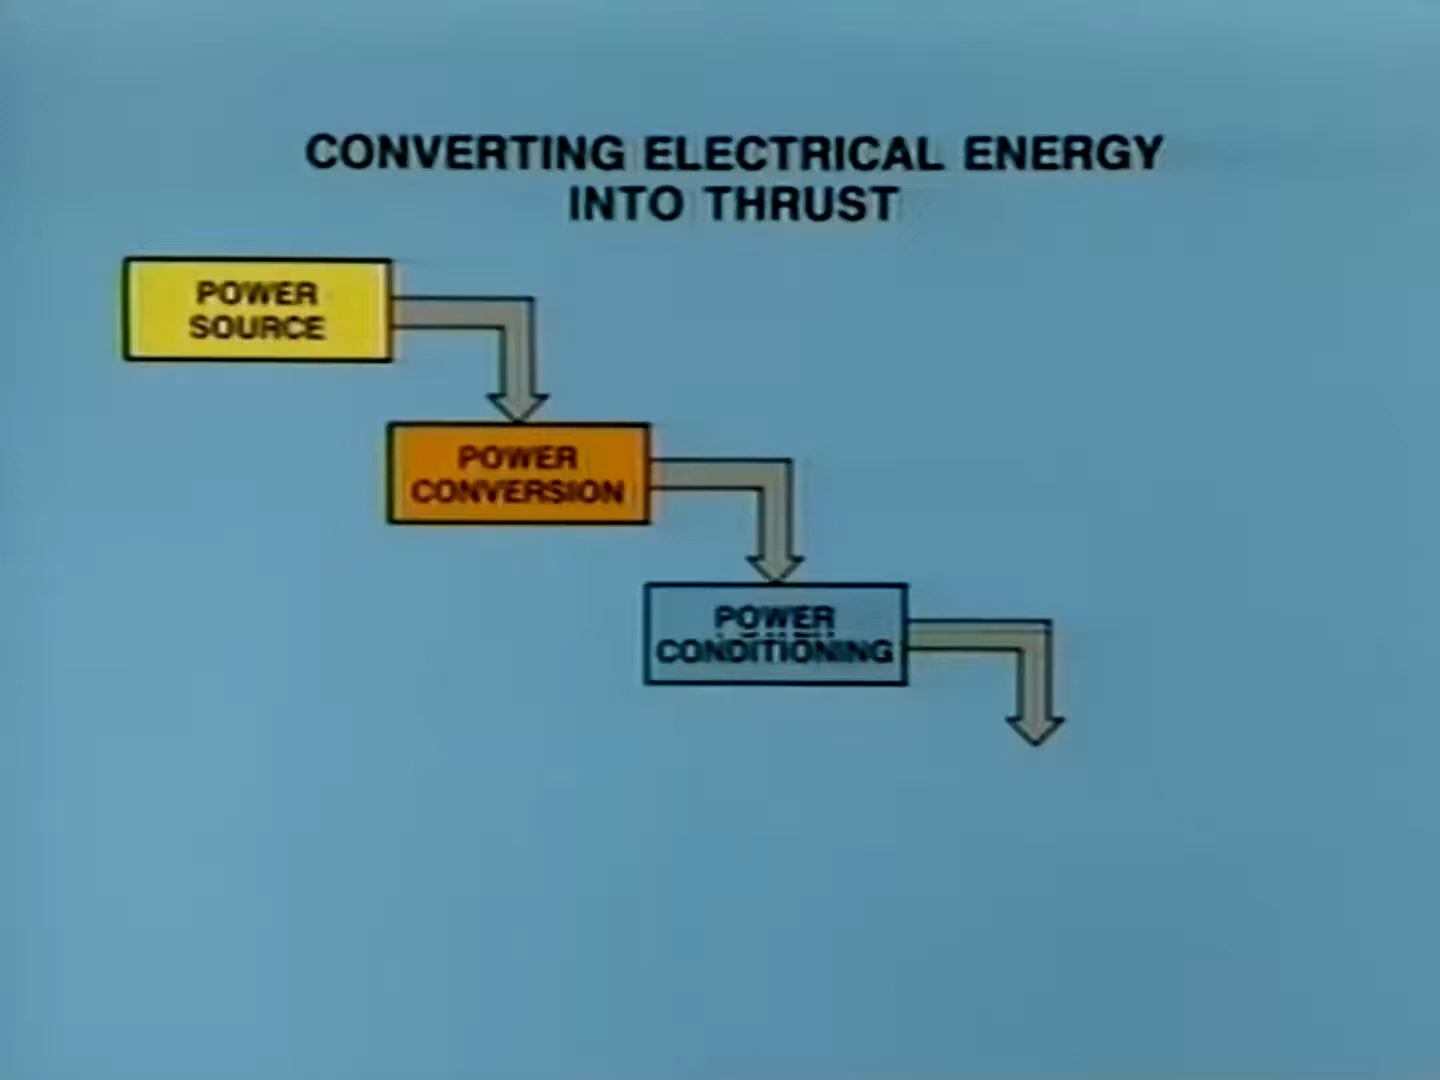 CONVERTING ELECTRICAL ENERGY
INTO THRUST
POWER
SOURCE
POWER
CONVERSION
POWER
CONDITIONING